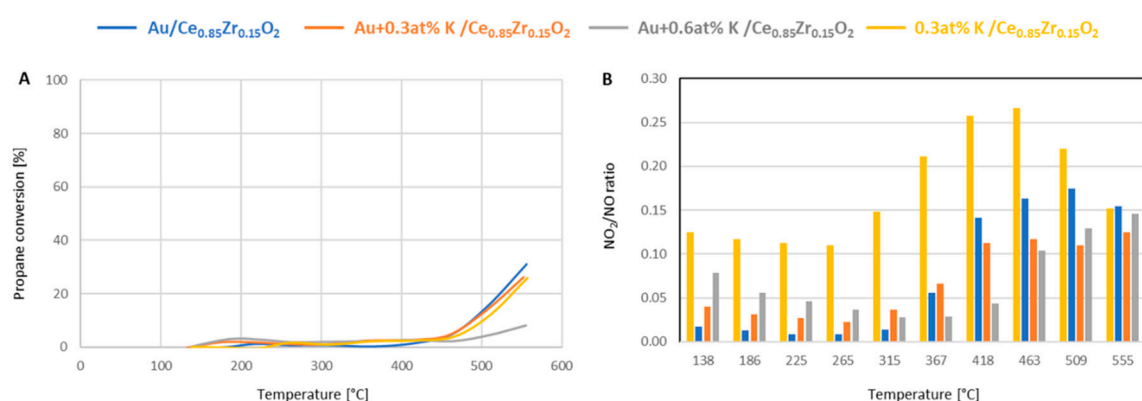 Au/Ce₀.₈₅Zr₀.₁₅O₂ Au+0.3at% K /Ce₀.₈₅Zr₀.₁₅O₂ Au+0.6at% K /Ce₀.₈₅Zr₀.₁₅O₂ 0.3at% K /Ce₀.₈₅Zr₀.₁₅O₂
A
Propane conversion [%]
100
80
60
40
20
0
0 100 200 300 400 500 600
Temperature [°C]
B
NO₂/NO ratio
0.30
0.25
0.20
0.15
0.10
0.05
0.00
138 186 225 265 315 367 418 463 509 555
Temperature [°C]